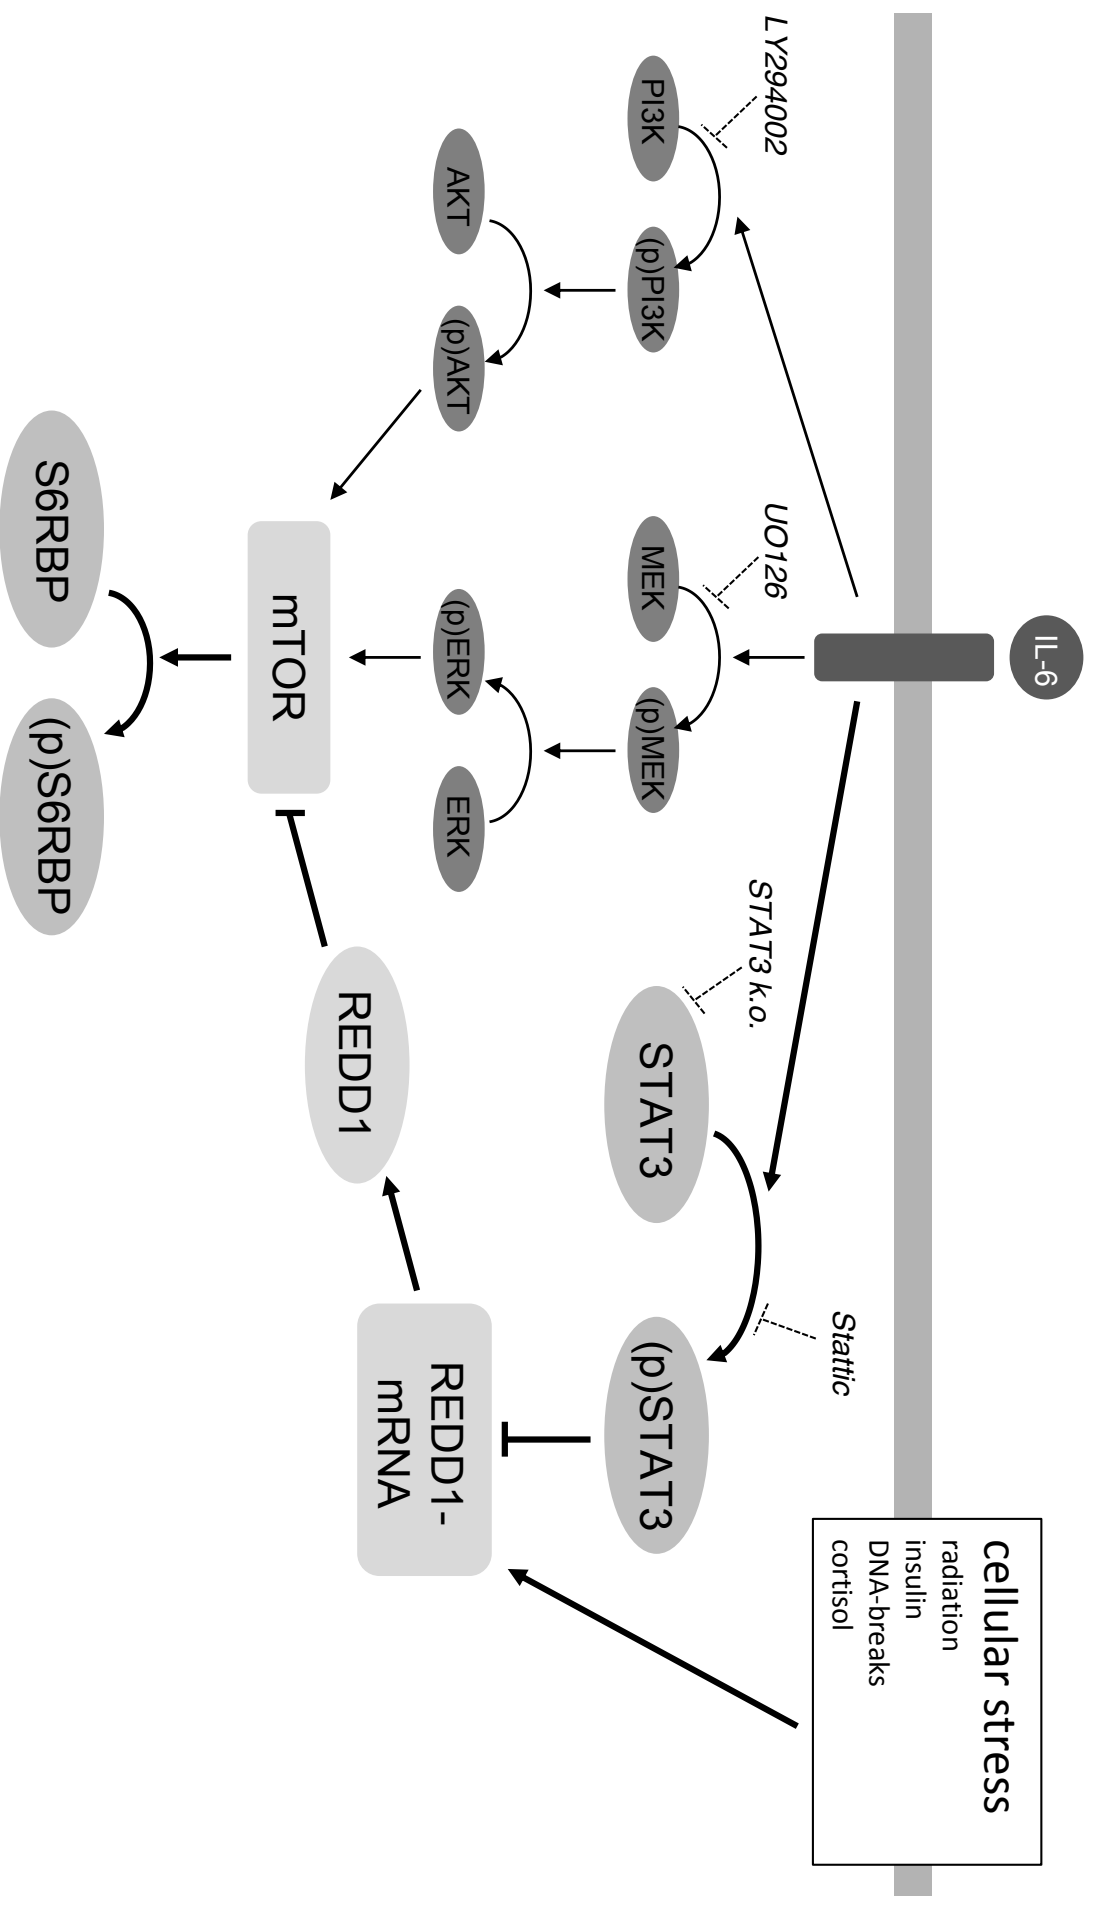 IL-6
cellular stress
radiation
insulin
DNA-breaks
cortisol
LY294002
UO126
STAT3 k.o.
Stattic
PI3K
(p)PI3K
MEK
(p)MEK
STAT3
(p)STAT3
AKT
(p)AKT
(p)ERK
ERK
REDD1-
mRNA
REDD1
mTOR
S6RBP
(p)S6RBP